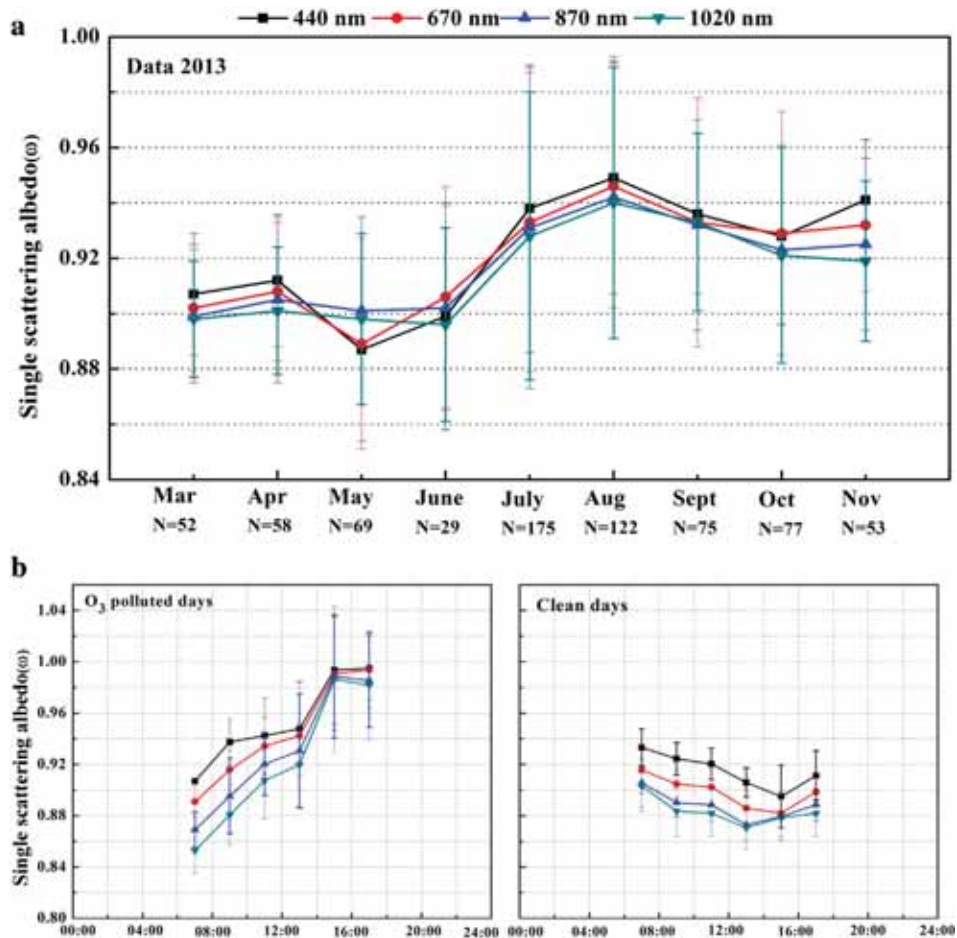 440 nm 670 nm 870 nm 1020 nm
a
1.00
Data 2013
0.96
0.92
0.88
0.84
Single scattering albedo(ω)
Mar Apr May June July Aug Sept Oct Nov
N=52 N=58 N=69 N=29 N=175 N=122 N=75 N=77 N=53
b
O3 polluted days
Clean days
1.04
1.00
0.96
0.92
0.88
0.84
0.80
Single scattering albedo(ω)
00:00 04:00 08:00 12:00 16:00 20:00 24:00
00:00 04:00 08:00 12:00 16:00 20:00 24:00